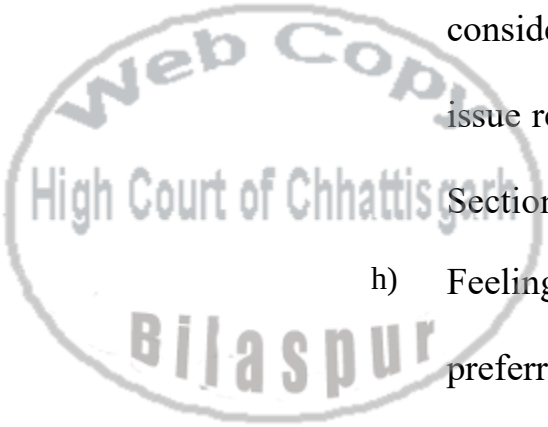 Web Copy
conside
issue re
High Court of Chhattisgarh
Section
h) Feeling
Bilaspur
preferr